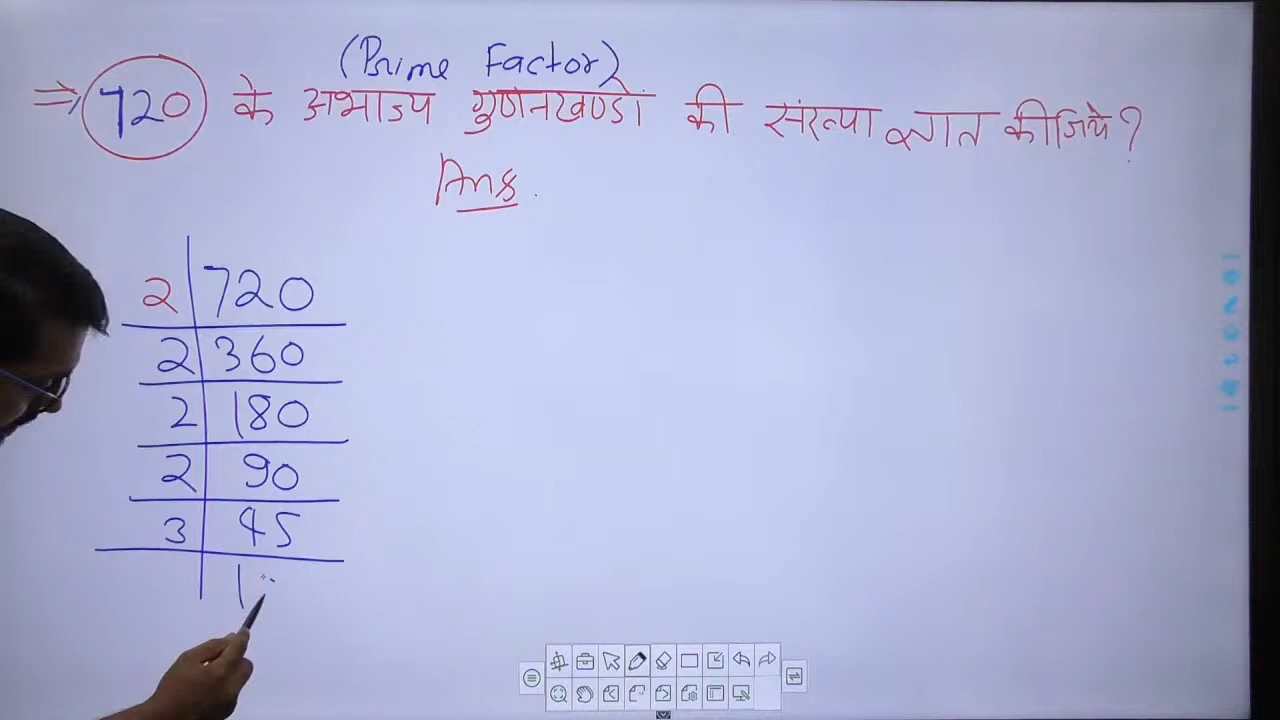 (Prime Factor)
⇒ 720 के अभाज्य गुणनखण्डों की संख्या ज्ञात कीजिये?
Ans.
2 | 720
2 | 360
2 | 180
2 | 90
3 | 45
1